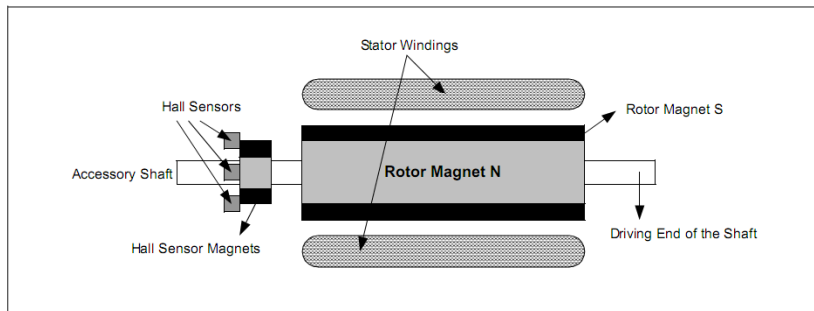 Stator Windings
Hall Sensors
Rotor Magnet S
Accessory Shaft
Rotor Magnet N
Driving End of the Shaft
Hall Sensor Magnets